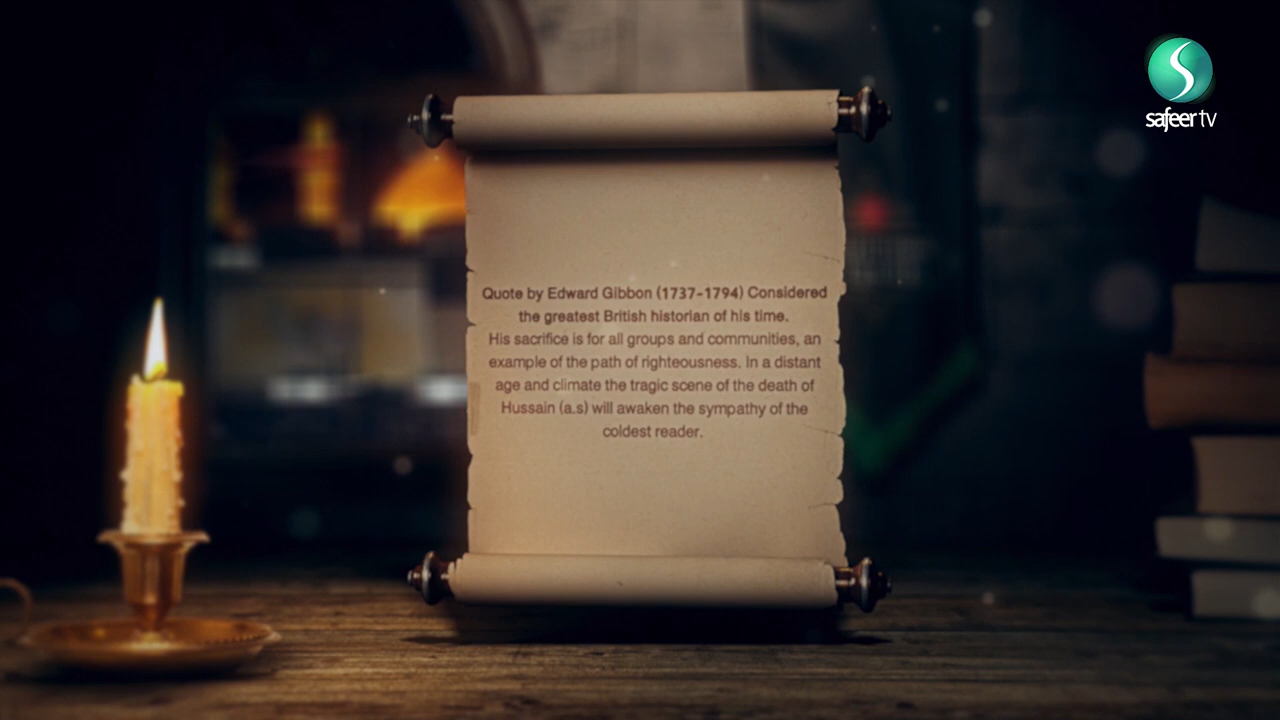 safeer tv
Quote by Edward Gibbon (1737-1794) Considered
the greatest British historian of his time.
His sacrifice is for all groups and communities, an
example of the path of righteousness. In a distant
age and climate the tragic scene of the death of
Hussain (a.s) will awaken the sympathy of the
coldest reader.